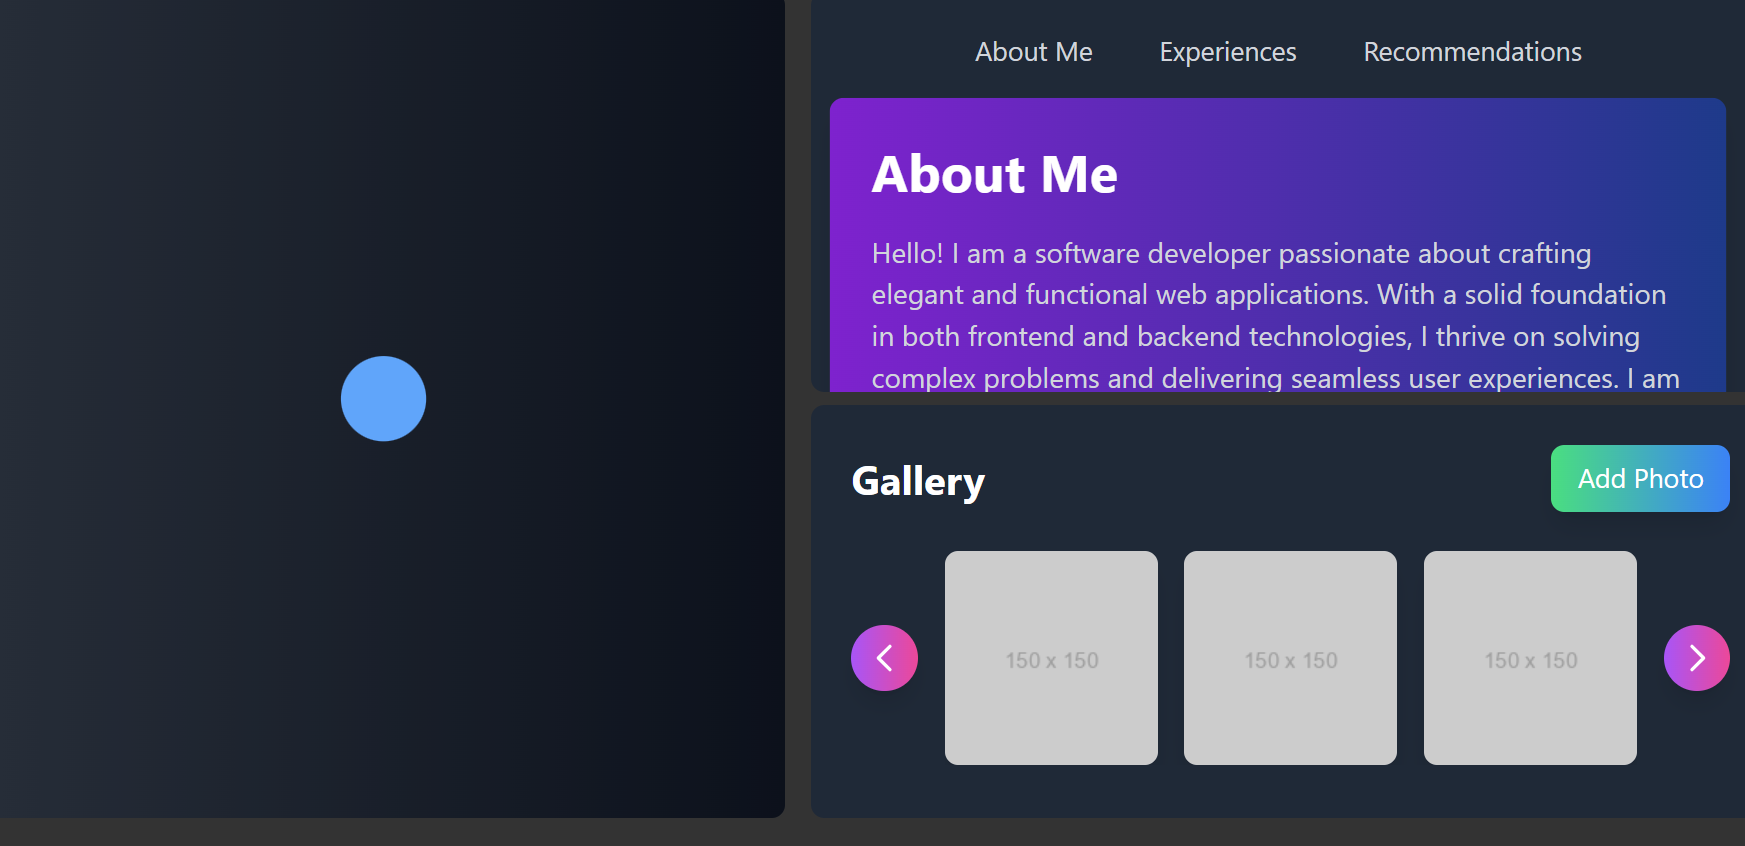 About Me Experiences Recommendations
About Me
Hello! I am a software developer passionate about crafting
elegant and functional web applications. With a solid foundation
in both frontend and backend technologies, I thrive on solving
complex problems and delivering seamless user experiences. I am
Gallery
Add Photo
150 x 150 150 x 150 150 x 150